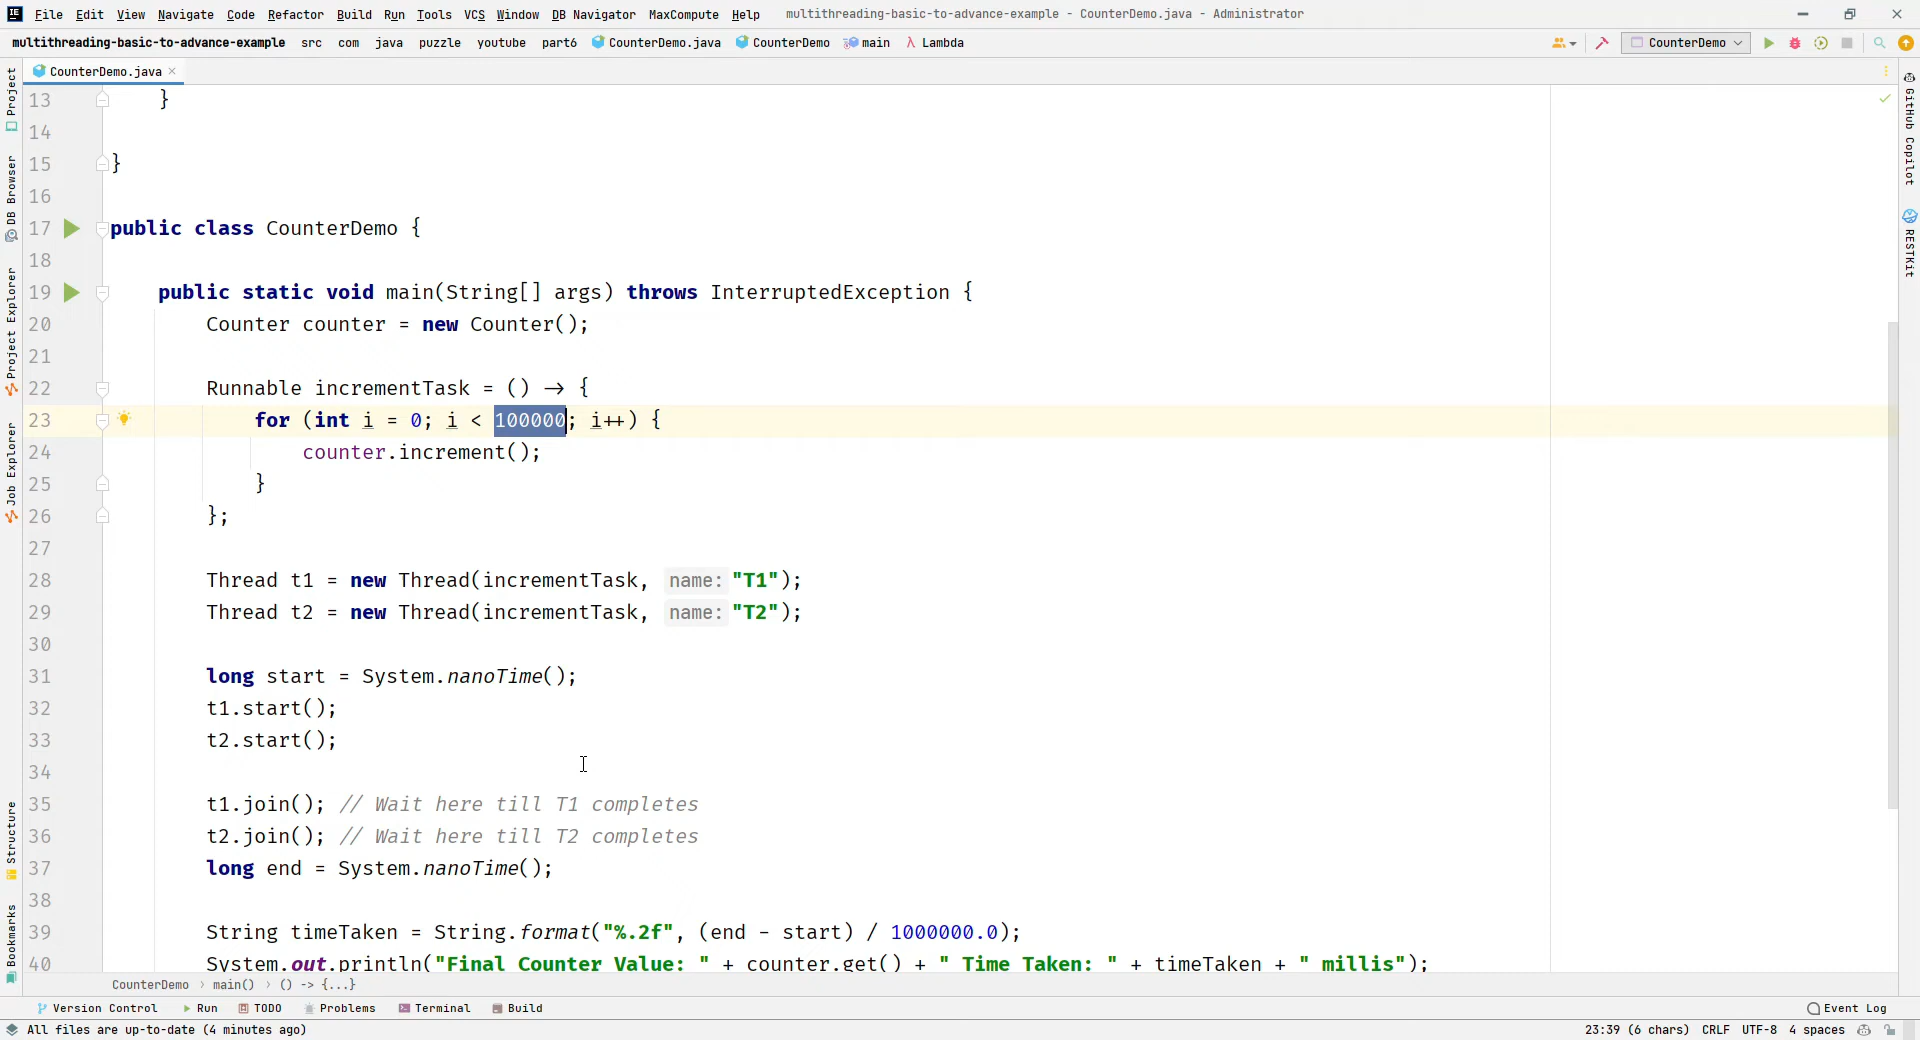 File Edit View Navigate Code Refactor Build Run Tools VCS Window DB Navigator MaxCompute Help multithreading-basic-to-advance-example - CounterDemo.java - Administrator
multithreading-basic-to-advance-example src com java puzzle youtube part6 CounterDemo.java CounterDemo main λ Lambda CounterDemo
CounterDemo.java
Project
DB Browser
Project Explorer
Job Explorer
Structure
Bookmarks
GitHub Copilot
RESTKit
13 }
14
15 }
16
17 public class CounterDemo {
18
19 public static void main(String[] args) throws InterruptedException {
20 Counter counter = new Counter();
21
22 Runnable incrementTask = () → {
23 for (int i = 0; i < 100000; i++) {
24 counter.increment();
25 }
26 };
27
28 Thread t1 = new Thread(incrementTask, name: "T1");
29 Thread t2 = new Thread(incrementTask, name: "T2");
30
31 long start = System.nanoTime();
32 t1.start();
33 t2.start();
34
35 t1.join(); // Wait here till T1 completes
36 t2.join(); // Wait here till T2 completes
37 long end = System.nanoTime();
38
39 String timeTaken = String.format("%.2f", (end - start) / 1000000.0);
40 System.out.println("Final Counter Value: " + counter.get() + " Time Taken: " + timeTaken + " millis");
CounterDemo › main() › () -> {...}
Version Control Run TODO Problems Terminal Build Event Log
All files are up-to-date (4 minutes ago) 23:39 (6 chars) CRLF UTF-8 4 spaces